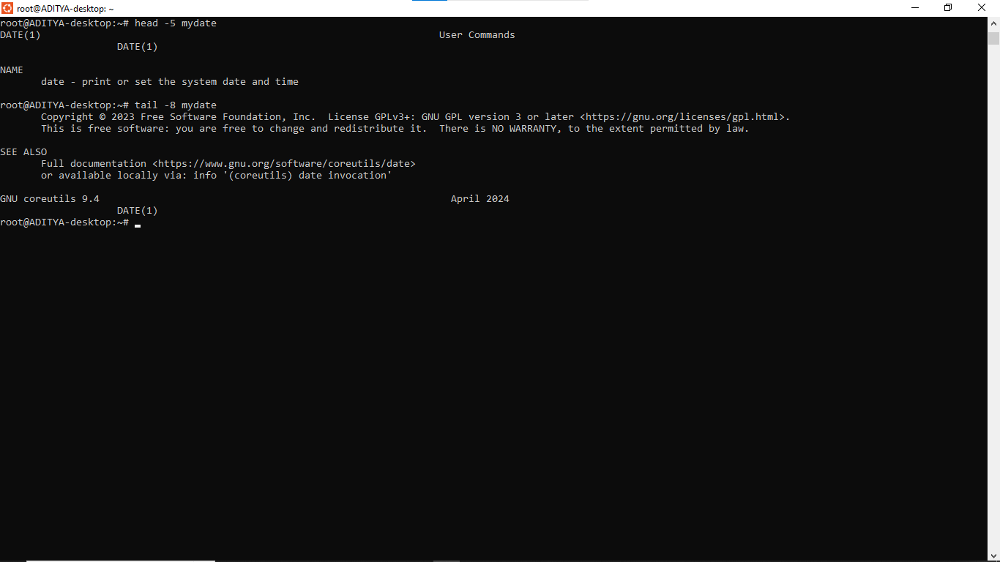 root@ADITYA-desktop: ~
root@ADITYA-desktop:~# head -5 mydate
DATE(1) User Commands
DATE(1)
NAME
date - print or set the system date and time
root@ADITYA-desktop:~# tail -8 mydate
Copyright © 2023 Free Software Foundation, Inc. License GPLv3+: GNU GPL version 3 or later <https://gnu.org/licenses/gpl.html>.
This is free software: you are free to change and redistribute it. There is NO WARRANTY, to the extent permitted by law.
SEE ALSO
Full documentation <https://www.gnu.org/software/coreutils/date>
or available locally via: info '(coreutils) date invocation'
GNU coreutils 9.4 April 2024
DATE(1)
root@ADITYA-desktop:~#